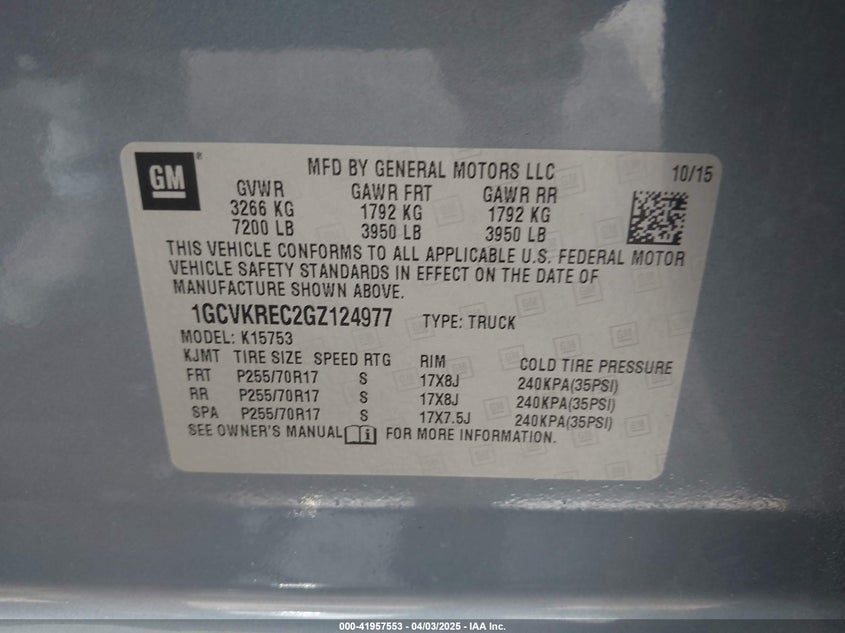 GM
MFD BY GENERAL MOTORS LLC 10/15
GVWR GAWR FRT GAWR RR
3266 KG 1792 KG 1792 KG
7200 LB 3950 LB 3950 LB
THIS VEHICLE CONFORMS TO ALL APPLICABLE U.S. FEDERAL MOTOR
VEHICLE SAFETY STANDARDS IN EFFECT ON THE DATE OF
MANUFACTURE SHOWN ABOVE.
1GCVKREC2GZ124977 TYPE: TRUCK
MODEL: K15753
KJMT TIRE SIZE SPEED RTG RIM COLD TIRE PRESSURE
FRT P255/70R17 S 17X8J 240KPA(35PSI)
RR P255/70R17 S 17X8J 240KPA(35PSI)
SPA P255/70R17 S 17X7.5J 240KPA(35PSI)
SEE OWNER'S MANUAL FOR MORE INFORMATION.
000-41957553 - 04/03/2025 - IAA Inc.